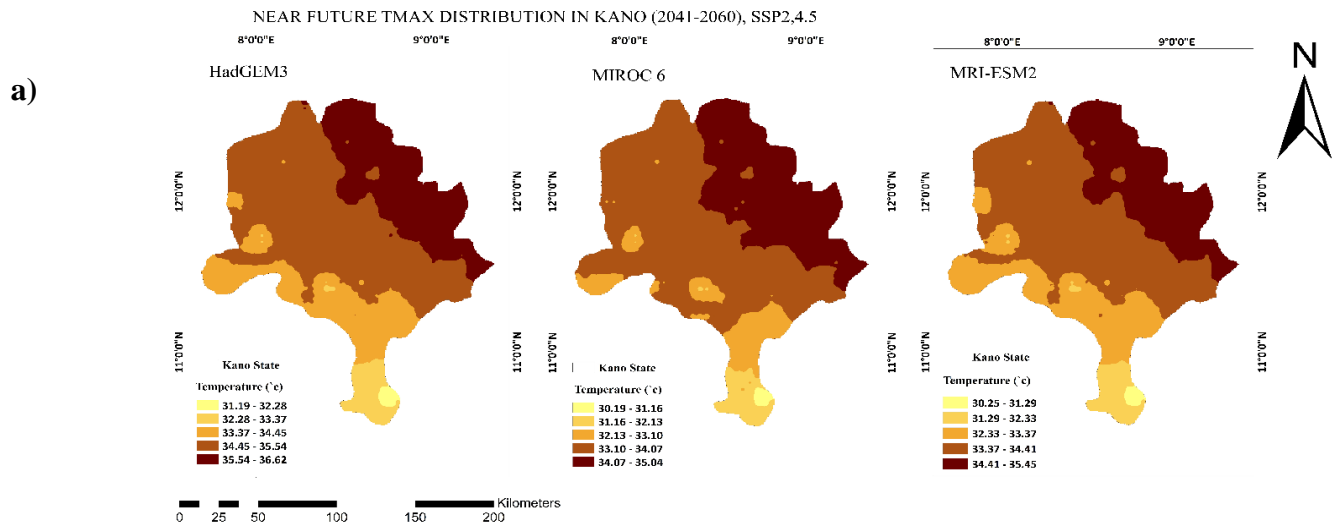 NEAR FUTURE TMAX DISTRIBUTION IN KANO (2041-2060), SSP2,4.5
8°0'0"E 9°0'0"E 8°0'0"E 9°0'0"E 8°0'0"E 9°0'0"E
HadGEM3 MIROC 6 MRI-ESM2
N
a)
12°0'0"N 12°0'0"N 12°0'0"N 12°0'0"N 12°0'0"N 12°0'0"N
11°0'0"N 11°0'0"N 11°0'0"N 11°0'0"N 11°0'0"N 11°0'0"N
Kano State
Temperature (`c)
31.19 - 32.28
32.28 - 33.37
33.37 - 34.45
34.45 - 35.54
35.54 - 36.62
Kano State
Temperature (`c)
30.19 - 31.16
31.16 - 32.13
32.13 - 33.10
33.10 - 34.07
34.07 - 35.04
Kano State
Temperature (`c)
30.25 - 31.29
31.29 - 32.33
32.33 - 33.37
33.37 - 34.41
34.41 - 35.45
Kilometers
0 25 50 100 150 200